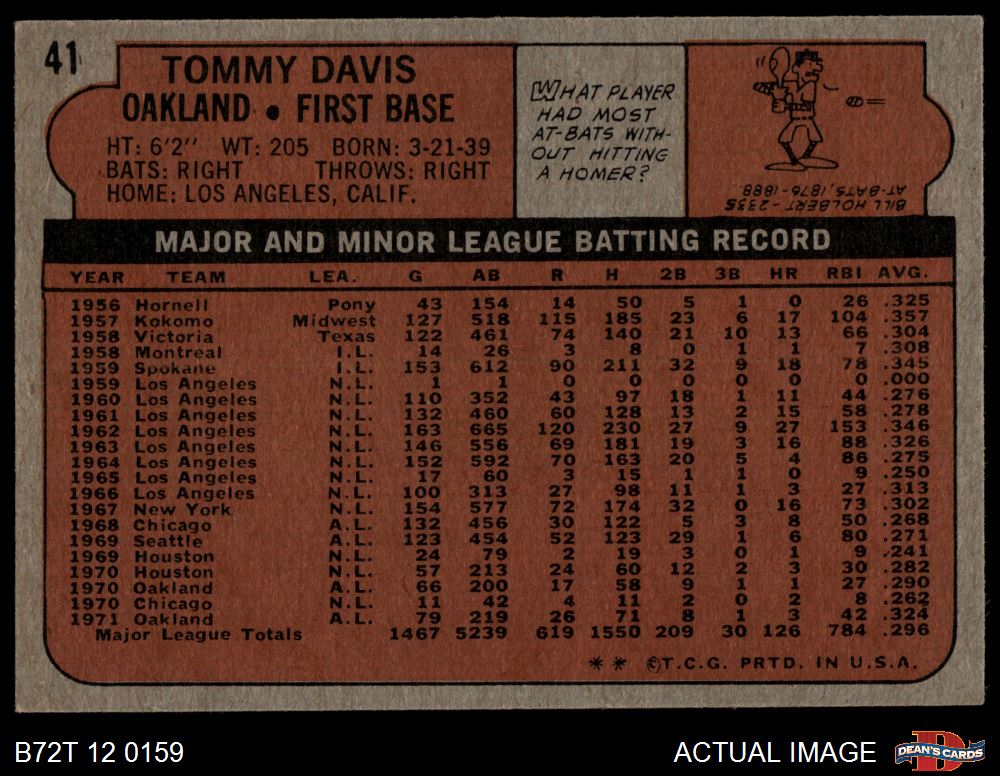 41
TOMMY DAVIS
OAKLAND • FIRST BASE
HT: 6'2" WT: 205 BORN: 3-21-39
BATS: RIGHT THROWS: RIGHT
HOME: LOS ANGELES, CALIF.
WHAT PLAYER
HAD MOST
AT-BATS WITH-
OUT HITTING
A HOMER?
BILL HOLBERT - 2335
AT-BATS, 1876-1888.
MAJOR AND MINOR LEAGUE BATTING RECORD
YEAR TEAM LEA. G AB R H 2B 3B HR RBI AVG.
1956 Hornell Pony 43 154 14 50 5 1 0 26 .325
1957 Kokomo Midwest 127 518 115 185 23 6 17 104 .357
1958 Victoria Texas 122 461 74 140 21 10 13 66 .304
1958 Montreal I.L. 14 26 3 8 0 1 1 7 .308
1959 Spokane I.L. 153 612 90 211 32 9 18 78 .345
1959 Los Angeles N.L. 1 1 0 0 0 0 0 0 .000
1960 Los Angeles N.L. 110 352 43 97 18 1 11 44 .276
1961 Los Angeles N.L. 132 460 60 128 13 2 15 58 .278
1962 Los Angeles N.L. 163 665 120 230 27 9 27 153 .346
1963 Los Angeles N.L. 146 556 69 181 19 3 16 88 .326
1964 Los Angeles N.L. 152 592 70 163 20 5 4 86 .275
1965 Los Angeles N.L. 17 60 3 15 1 1 0 9 .250
1966 Los Angeles N.L. 100 313 27 98 11 1 3 27 .313
1967 New York N.L. 154 577 72 174 32 0 16 73 .302
1968 Chicago A.L. 132 456 30 122 5 3 8 50 .268
1969 Seattle A.L. 123 454 52 123 29 1 6 80 .271
1969 Houston N.L. 24 79 2 19 3 0 1 9 .241
1970 Houston N.L. 57 213 24 60 12 2 3 30 .282
1970 Oakland A.L. 66 200 17 58 9 1 1 27 .290
1970 Chicago N.L. 11 42 4 11 2 0 2 8 .262
1971 Oakland A.L. 79 219 26 71 8 1 3 42 .324
Major League Totals 1467 5239 619 1550 209 30 126 784 .296
** ©T.C.G. PRTD. IN U.S.A.
B72T 12 0159
ACTUAL IMAGE
DEAN'S CARDS